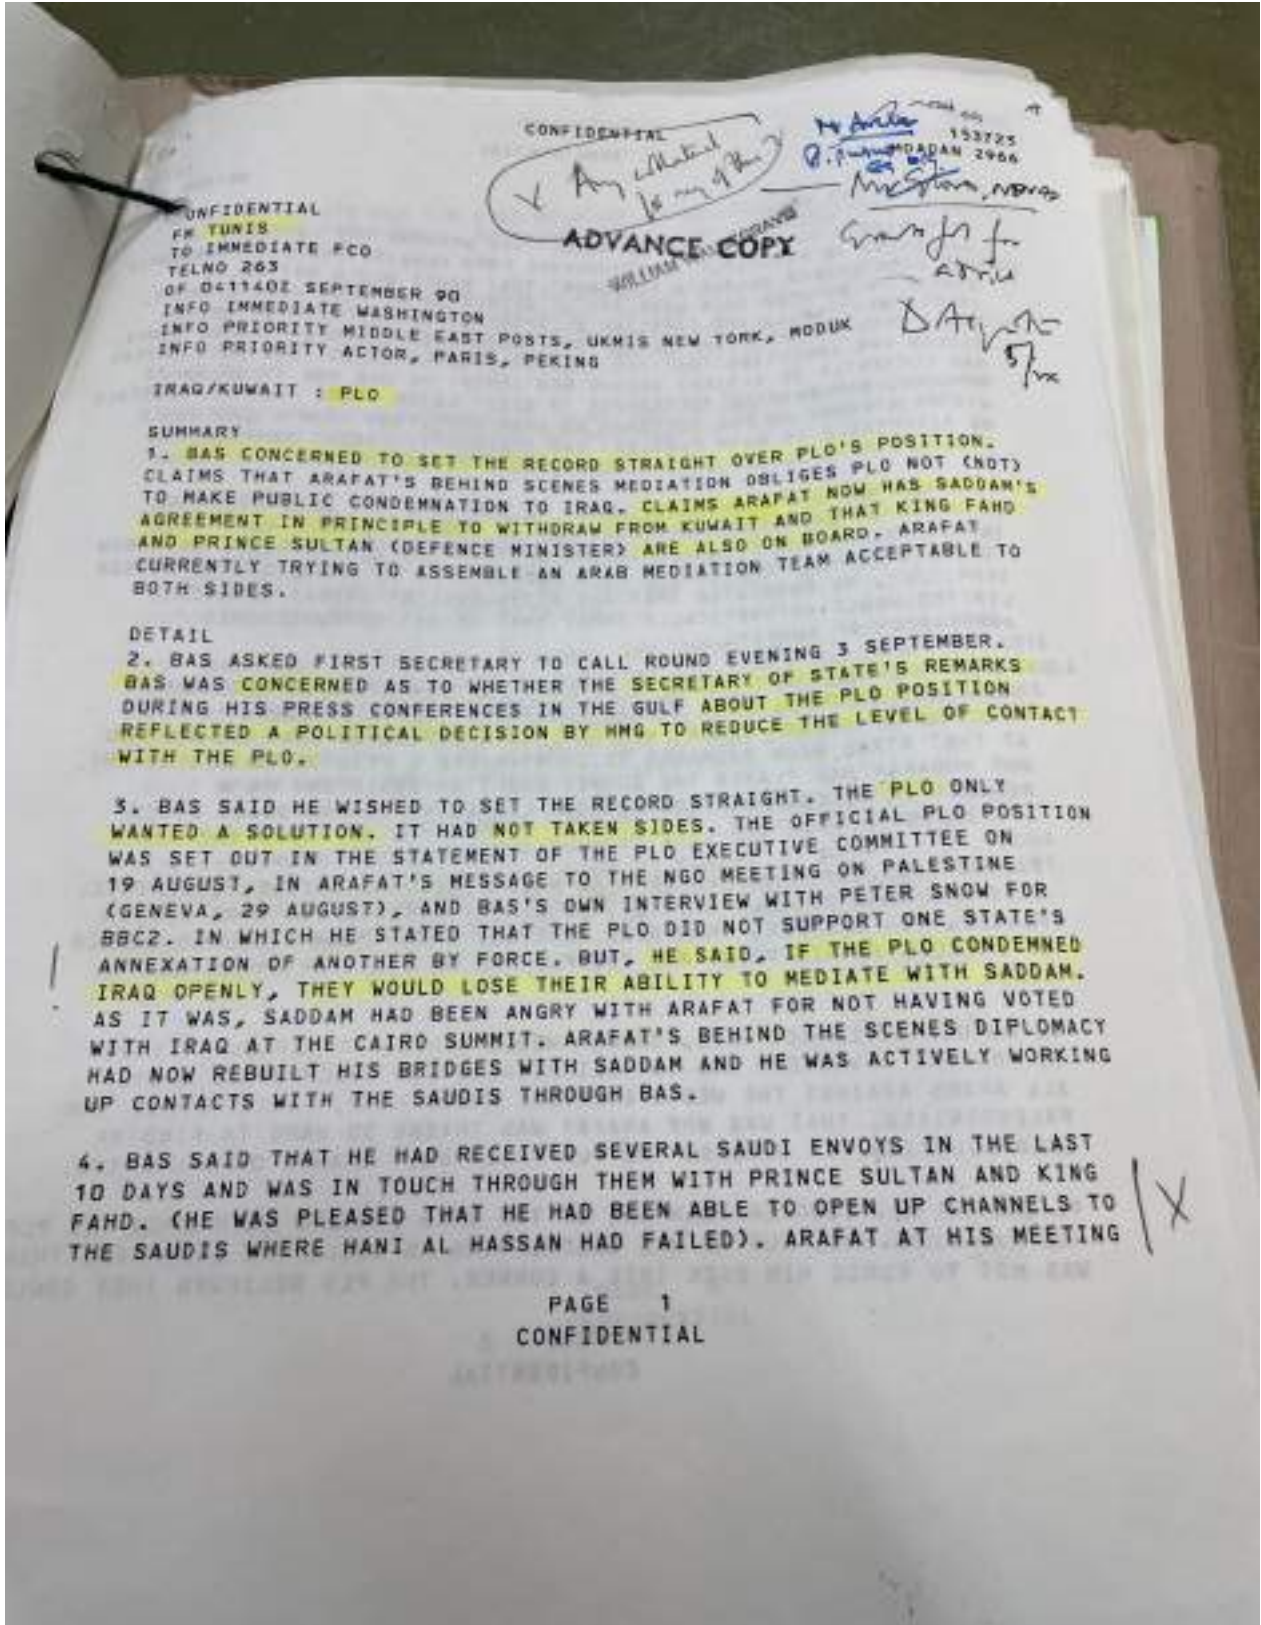 CONFIDENTIAL
153725
MDADAN 2966
ADVANCE COPY
ONFIDENTIAL
FM TUNIS
TO IMMEDIATE FCO
TELNO 263
OF 041140Z SEPTEMBER 90
INFO IMMEDIATE WASHINGTON
INFO PRIORITY MIDDLE EAST POSTS, UKMIS NEW YORK, MODUK
INFO PRIORITY ACTOR, PARIS, PEKING
Grateful for
advice
5/ix
IRAQ/KUWAIT : PLO
SUMMARY
1. BAS CONCERNED TO SET THE RECORD STRAIGHT OVER PLO'S POSITION.
CLAIMS THAT ARAFAT'S BEHIND SCENES MEDIATION OBLIGES PLO NOT (NOT)
TO MAKE PUBLIC CONDEMNATION TO IRAQ. CLAIMS ARAFAT NOW HAS SADDAM'S
AGREEMENT IN PRINCIPLE TO WITHDRAW FROM KUWAIT AND THAT KING FAHD
AND PRINCE SULTAN (DEFENCE MINISTER) ARE ALSO ON BOARD. ARAFAT
CURRENTLY TRYING TO ASSEMBLE AN ARAB MEDIATION TEAM ACCEPTABLE TO
BOTH SIDES.
DETAIL
2. BAS ASKED FIRST SECRETARY TO CALL ROUND EVENING 3 SEPTEMBER.
BAS WAS CONCERNED AS TO WHETHER THE SECRETARY OF STATE'S REMARKS
DURING HIS PRESS CONFERENCES IN THE GULF ABOUT THE PLO POSITION
REFLECTED A POLITICAL DECISION BY HMG TO REDUCE THE LEVEL OF CONTACT
WITH THE PLO.
3. BAS SAID HE WISHED TO SET THE RECORD STRAIGHT. THE PLO ONLY
WANTED A SOLUTION. IT HAD NOT TAKEN SIDES. THE OFFICIAL PLO POSITION
WAS SET OUT IN THE STATEMENT OF THE PLO EXECUTIVE COMMITTEE ON
19 AUGUST, IN ARAFAT'S MESSAGE TO THE NGO MEETING ON PALESTINE
(GENEVA, 29 AUGUST), AND BAS'S OWN INTERVIEW WITH PETER SNOW FOR
BBC2. IN WHICH HE STATED THAT THE PLO DID NOT SUPPORT ONE STATE'S
ANNEXATION OF ANOTHER BY FORCE. BUT, HE SAID, IF THE PLO CONDEMNED
IRAQ OPENLY, THEY WOULD LOSE THEIR ABILITY TO MEDIATE WITH SADDAM.
AS IT WAS, SADDAM HAD BEEN ANGRY WITH ARAFAT FOR NOT HAVING VOTED
WITH IRAQ AT THE CAIRO SUMMIT. ARAFAT'S BEHIND THE SCENES DIPLOMACY
HAD NOW REBUILT HIS BRIDGES WITH SADDAM AND HE WAS ACTIVELY WORKING
UP CONTACTS WITH THE SAUDIS THROUGH BAS.
4. BAS SAID THAT HE HAD RECEIVED SEVERAL SAUDI ENVOYS IN THE LAST
10 DAYS AND WAS IN TOUCH THROUGH THEM WITH PRINCE SULTAN AND KING
FAHD. (HE WAS PLEASED THAT HE HAD BEEN ABLE TO OPEN UP CHANNELS TO
THE SAUDIS WHERE HANI AL HASSAN HAD FAILED). ARAFAT AT HIS MEETING
X
PAGE 1
CONFIDENTIAL